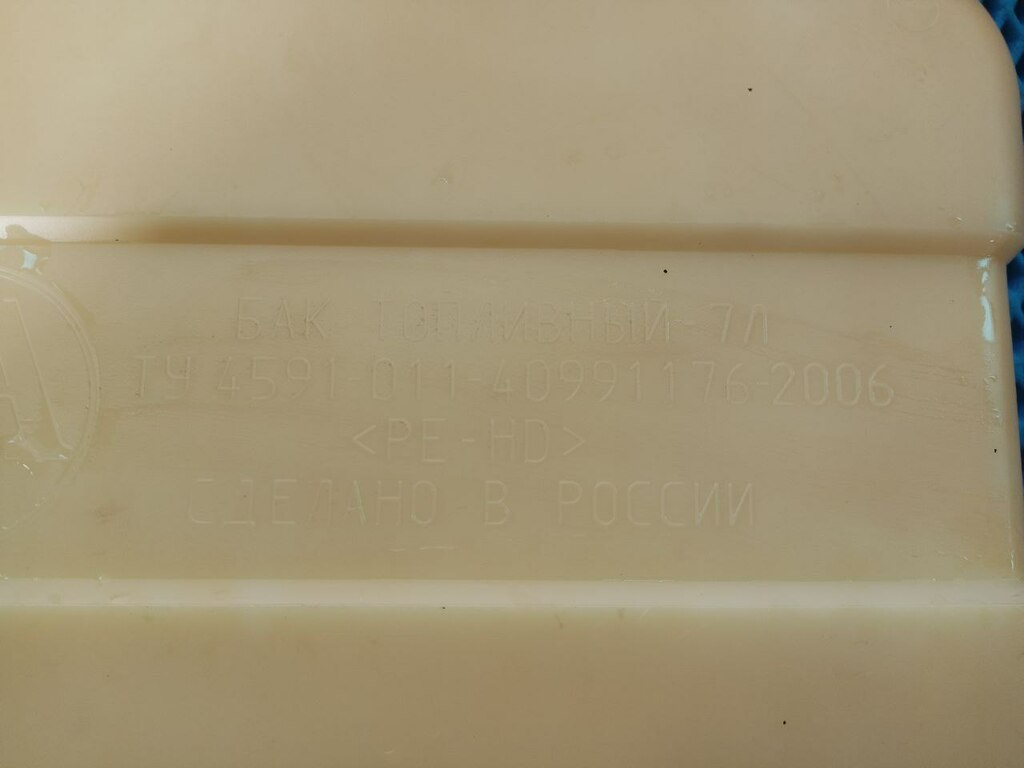 БАК ТОПЛИВНЫЙ 7Л
ТУ 4591-011-40991176-2006
<PE-HD>
СДЕЛАНО В РОССИИ